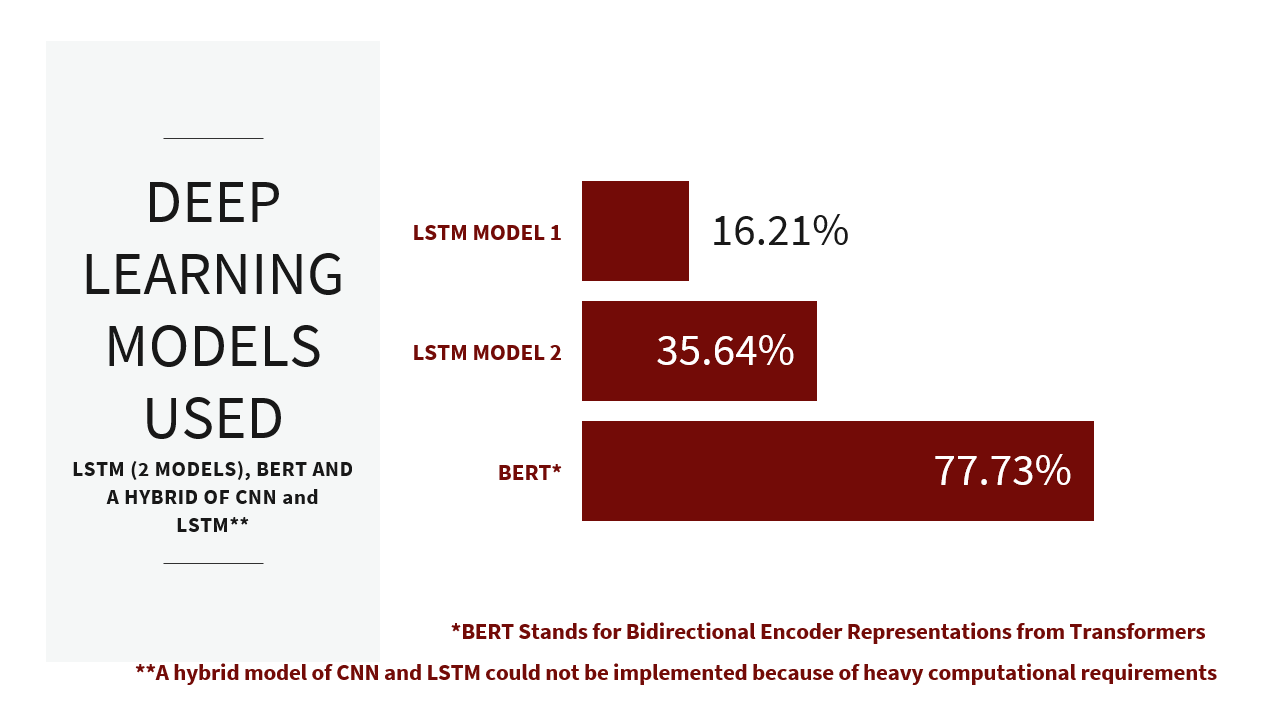 DEEP
LEARNING
MODELS
USED
LSTM (2 MODELS), BERT AND
A HYBRID OF CNN and
LSTM**
LSTM MODEL 1
16.21%
LSTM MODEL 2
35.64%
BERT*
77.73%
*BERT Stands for Bidirectional Encoder Representations from Transformers
**A hybrid model of CNN and LSTM could not be implemented because of heavy computational requirements